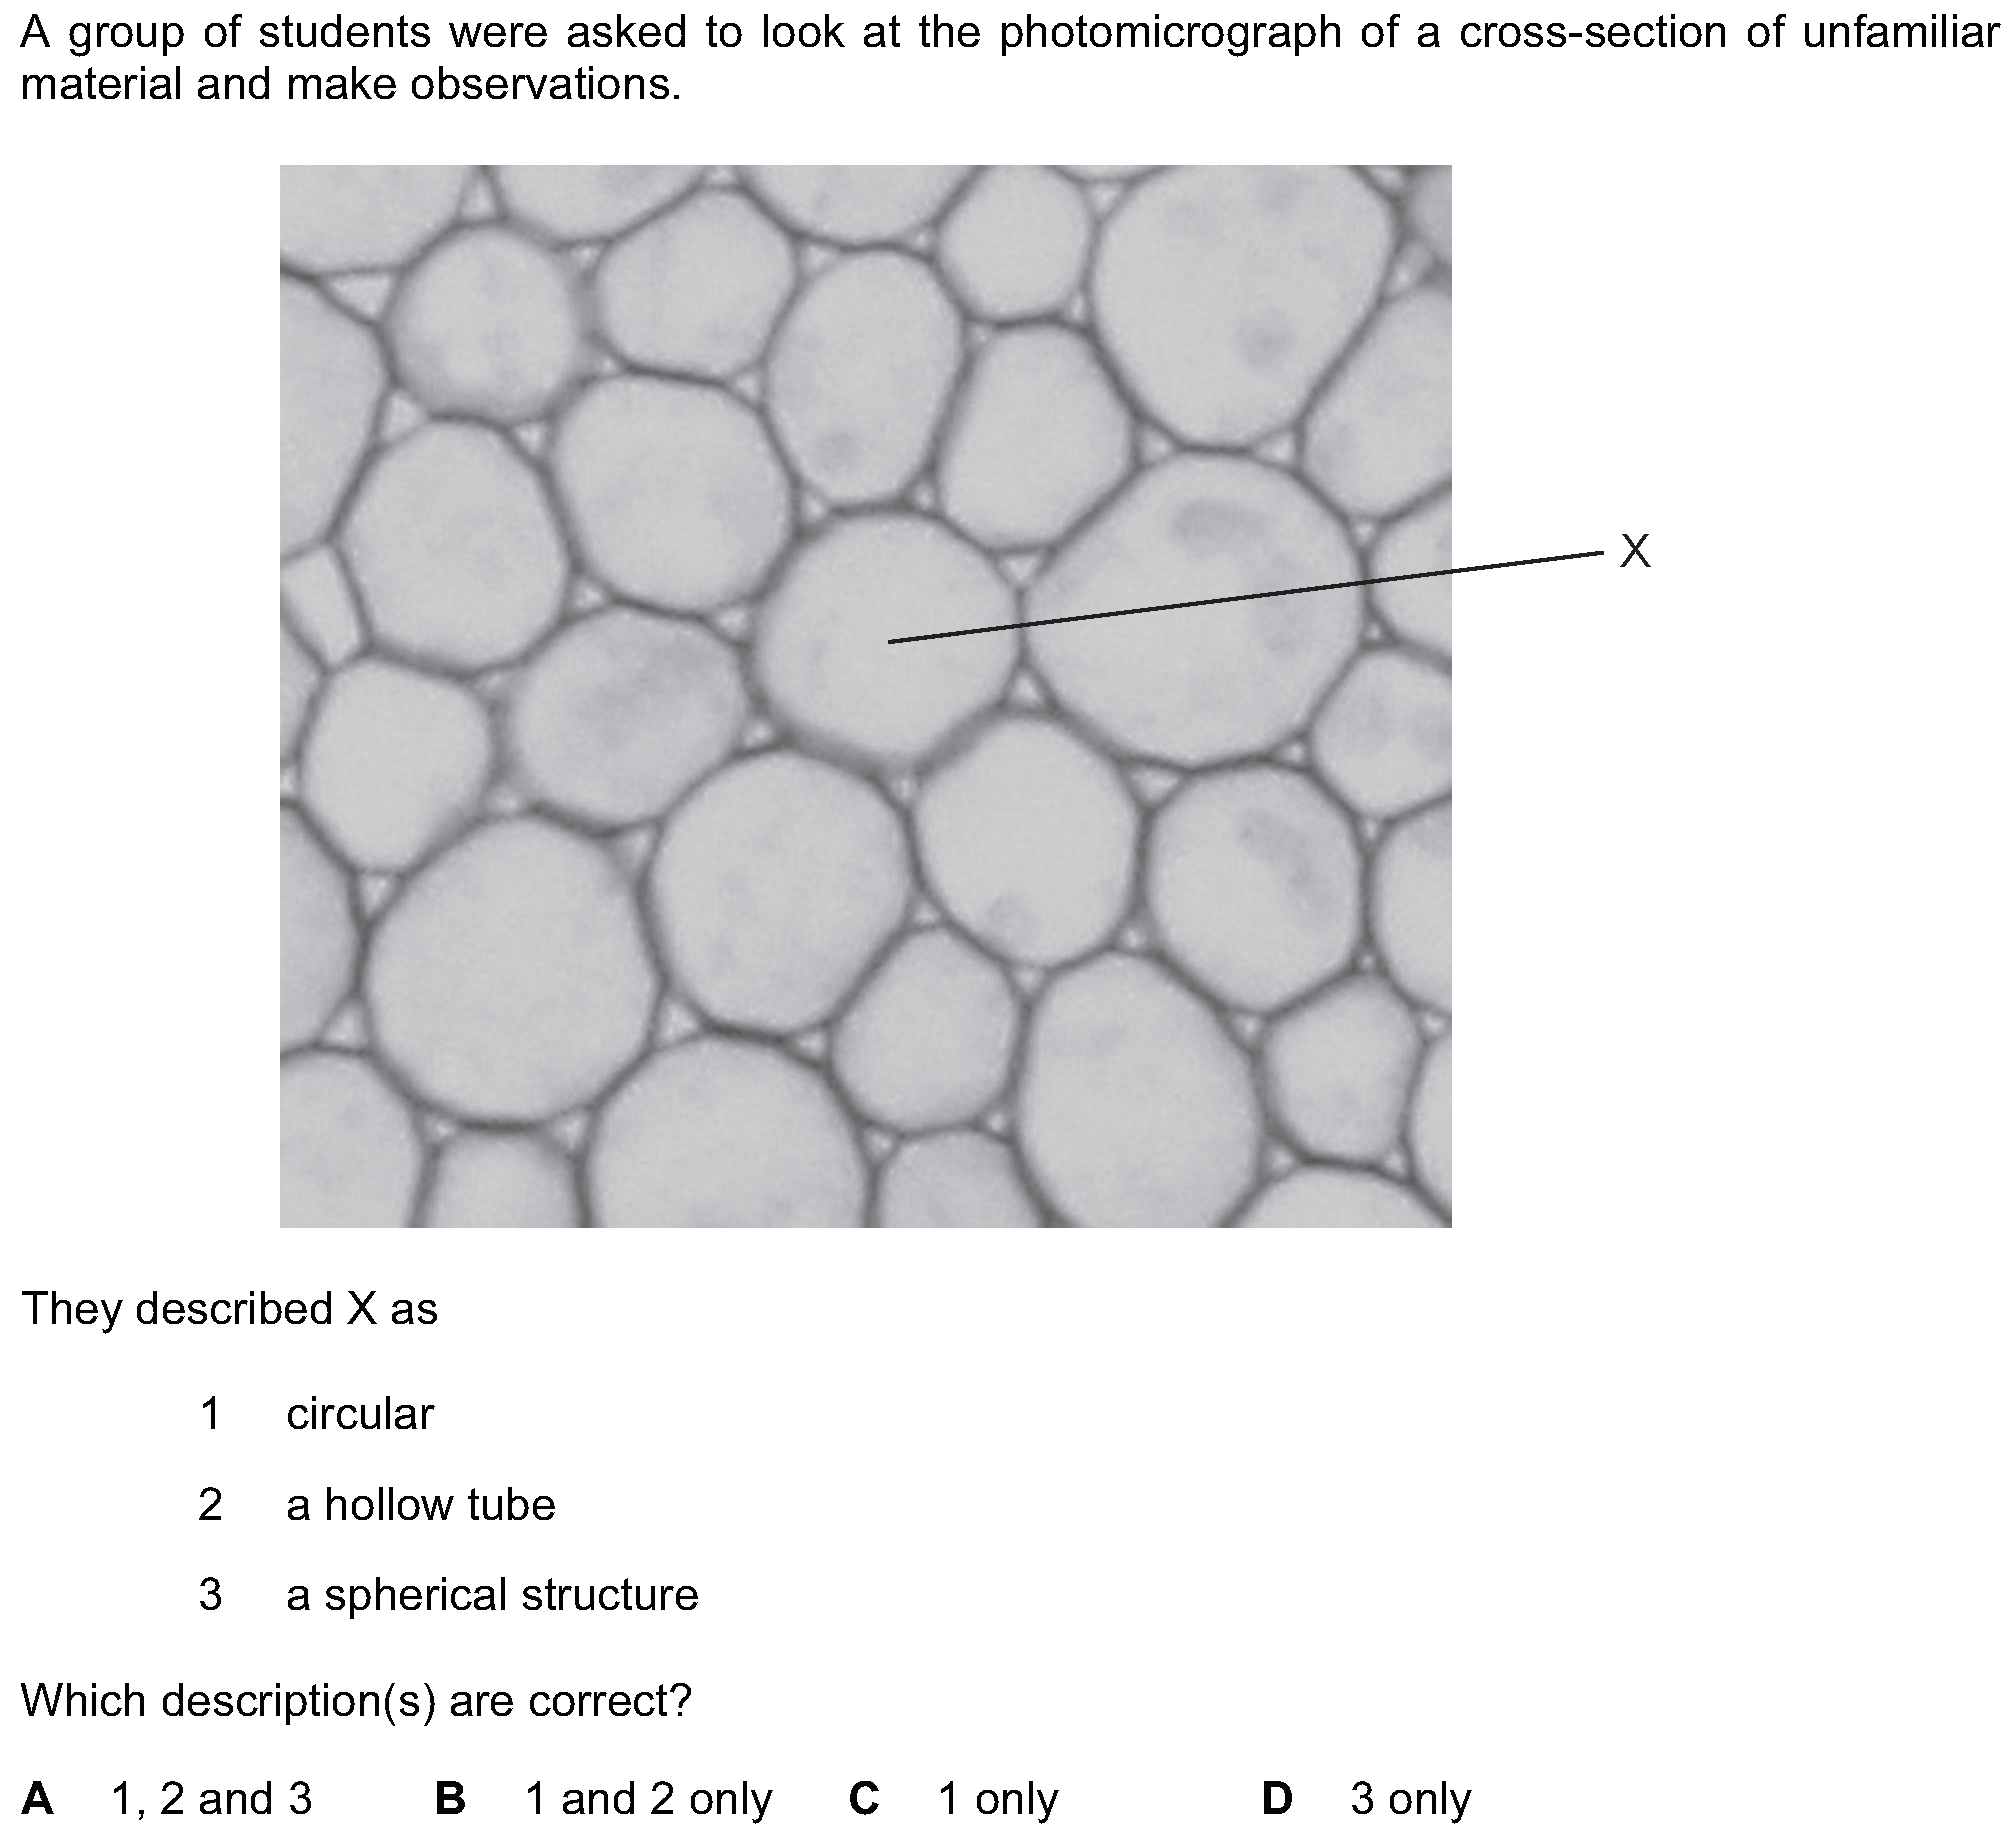 A group of students were asked to look at the photomicrograph of a cross-section of unfamiliar
material and make observations.
X
They described X as
1 circular
2 a hollow tube
3 a spherical structure
Which description(s) are correct?
A 1, 2 and 3 B 1 and 2 only C 1 only D 3 only